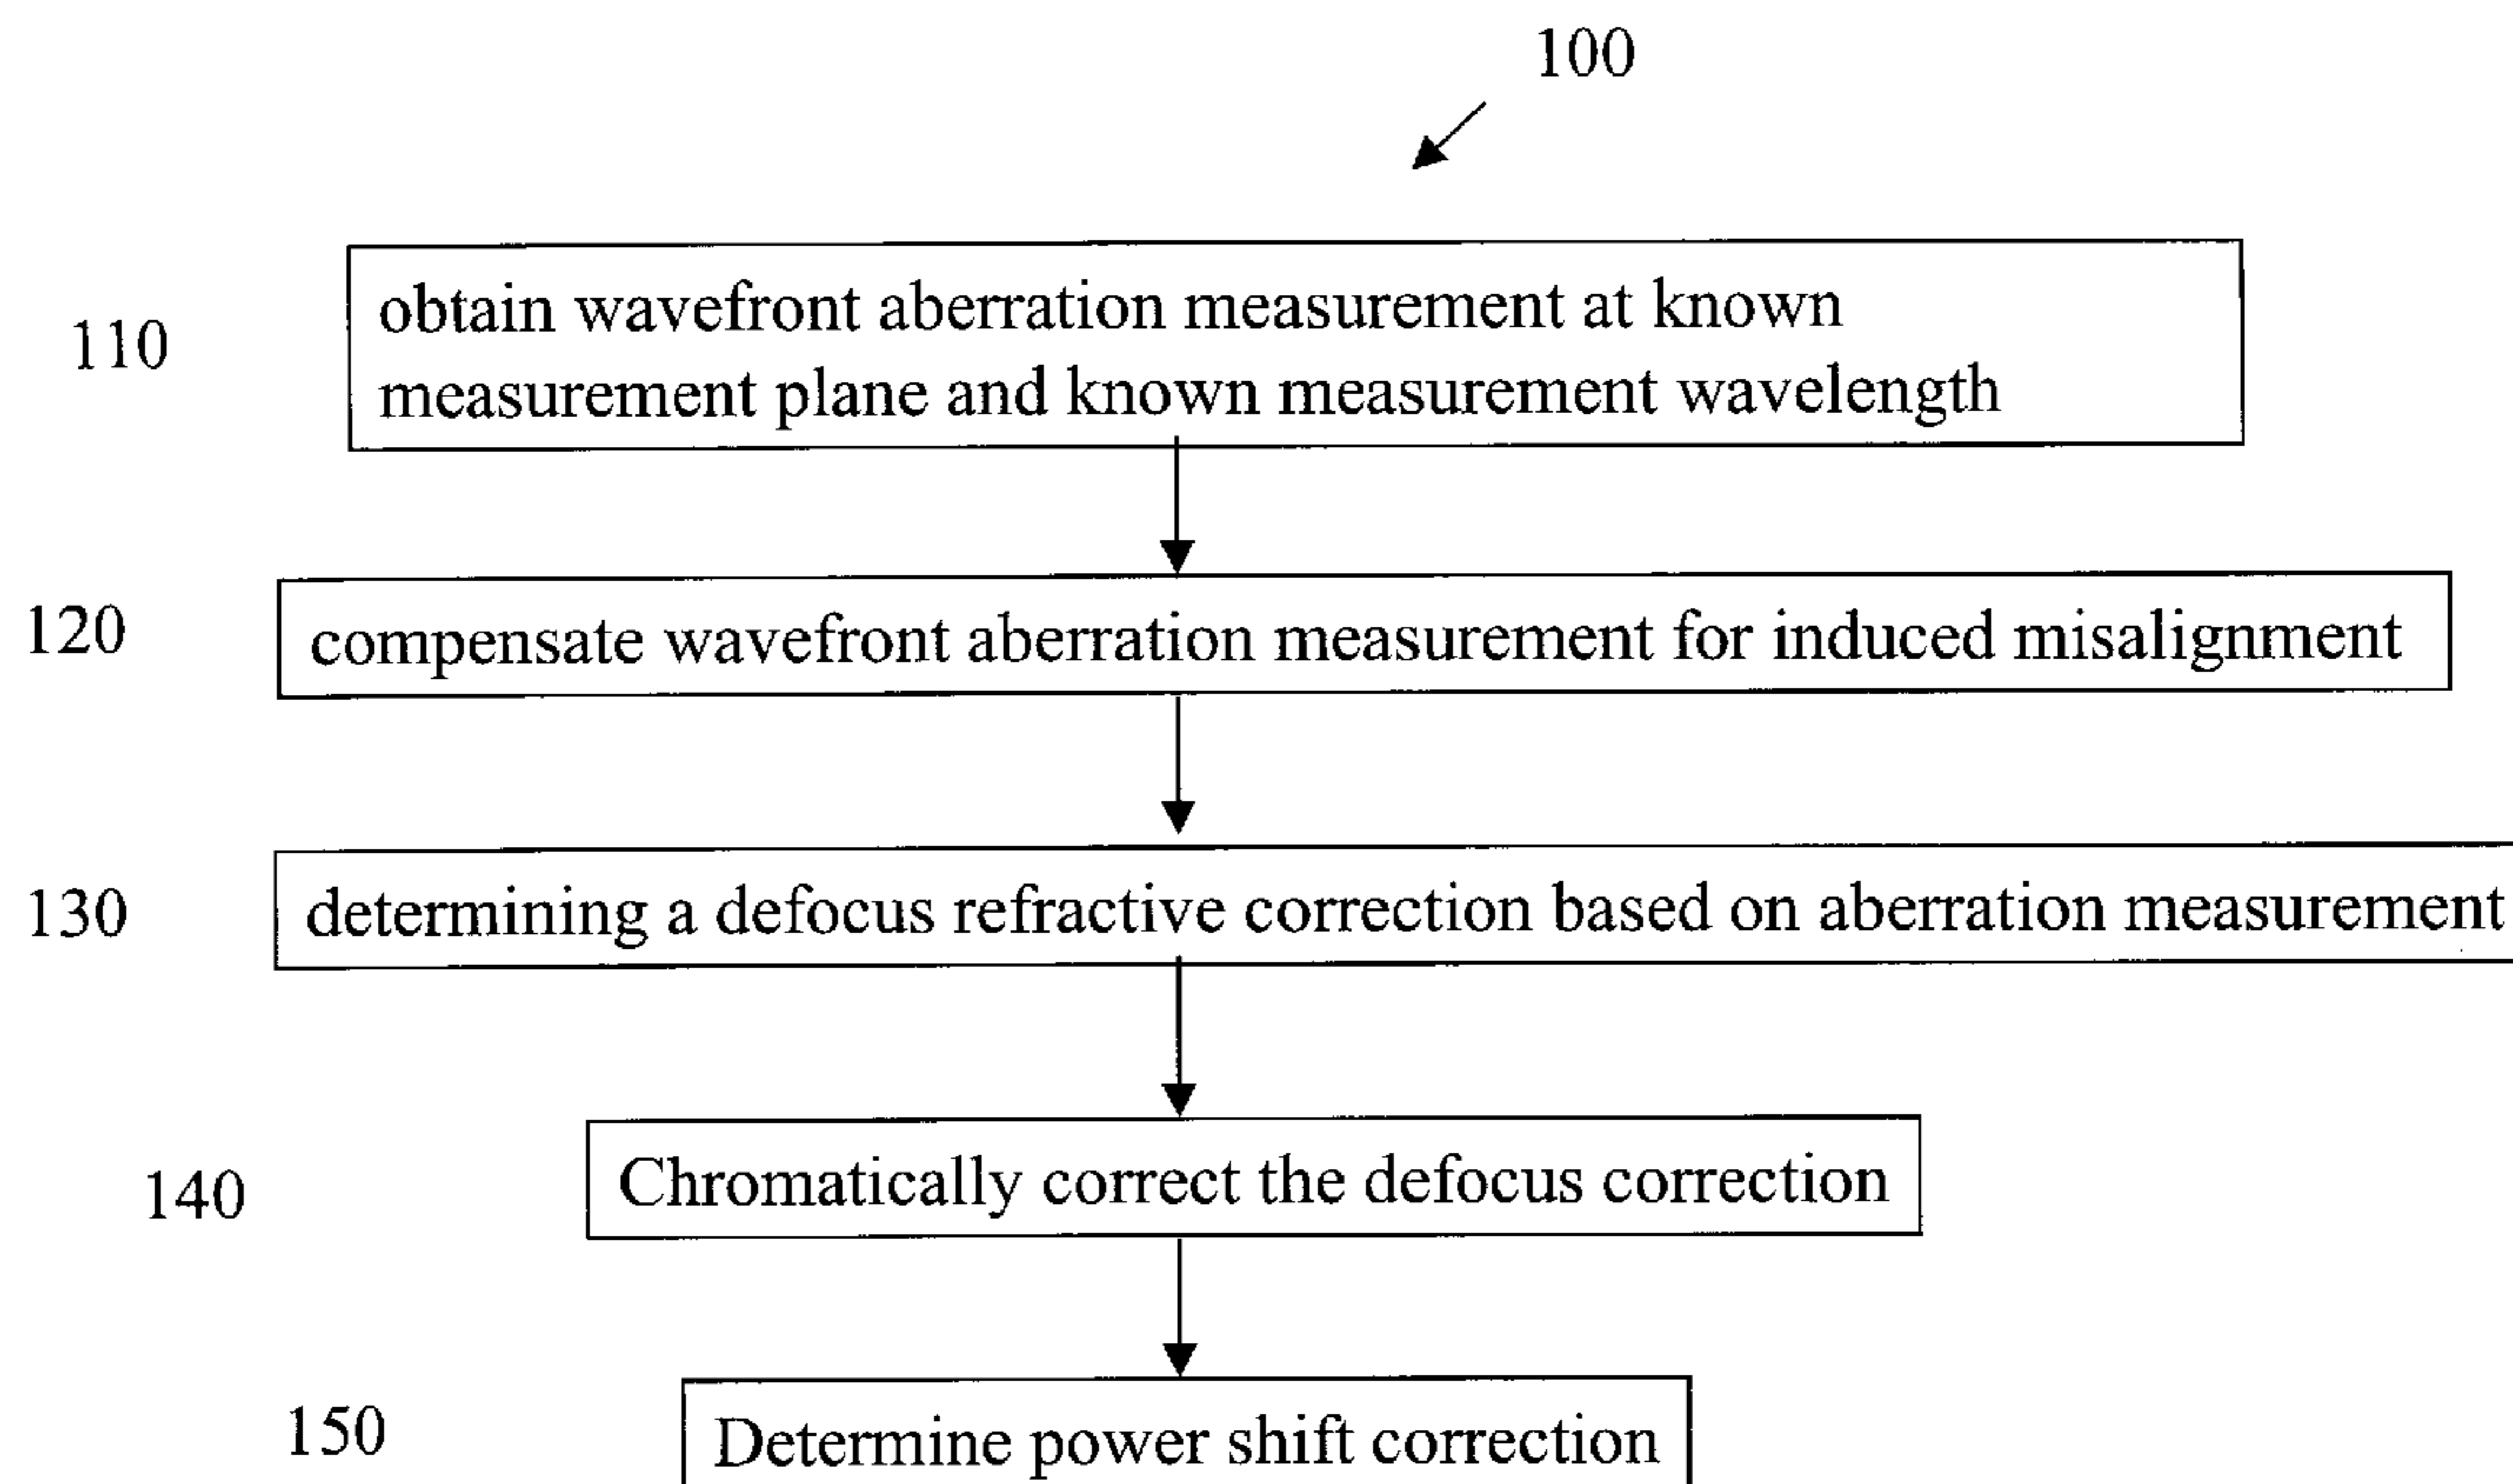 100
110
obtain wavefront aberration measurement at known
measurement plane and known measurement wavelength
120
compensate wavefront aberration measurement for induced misalignment
130
determining a defocus refractive correction based on aberration measurement
140
Chromatically correct the defocus correction
150
Determine power shift correction